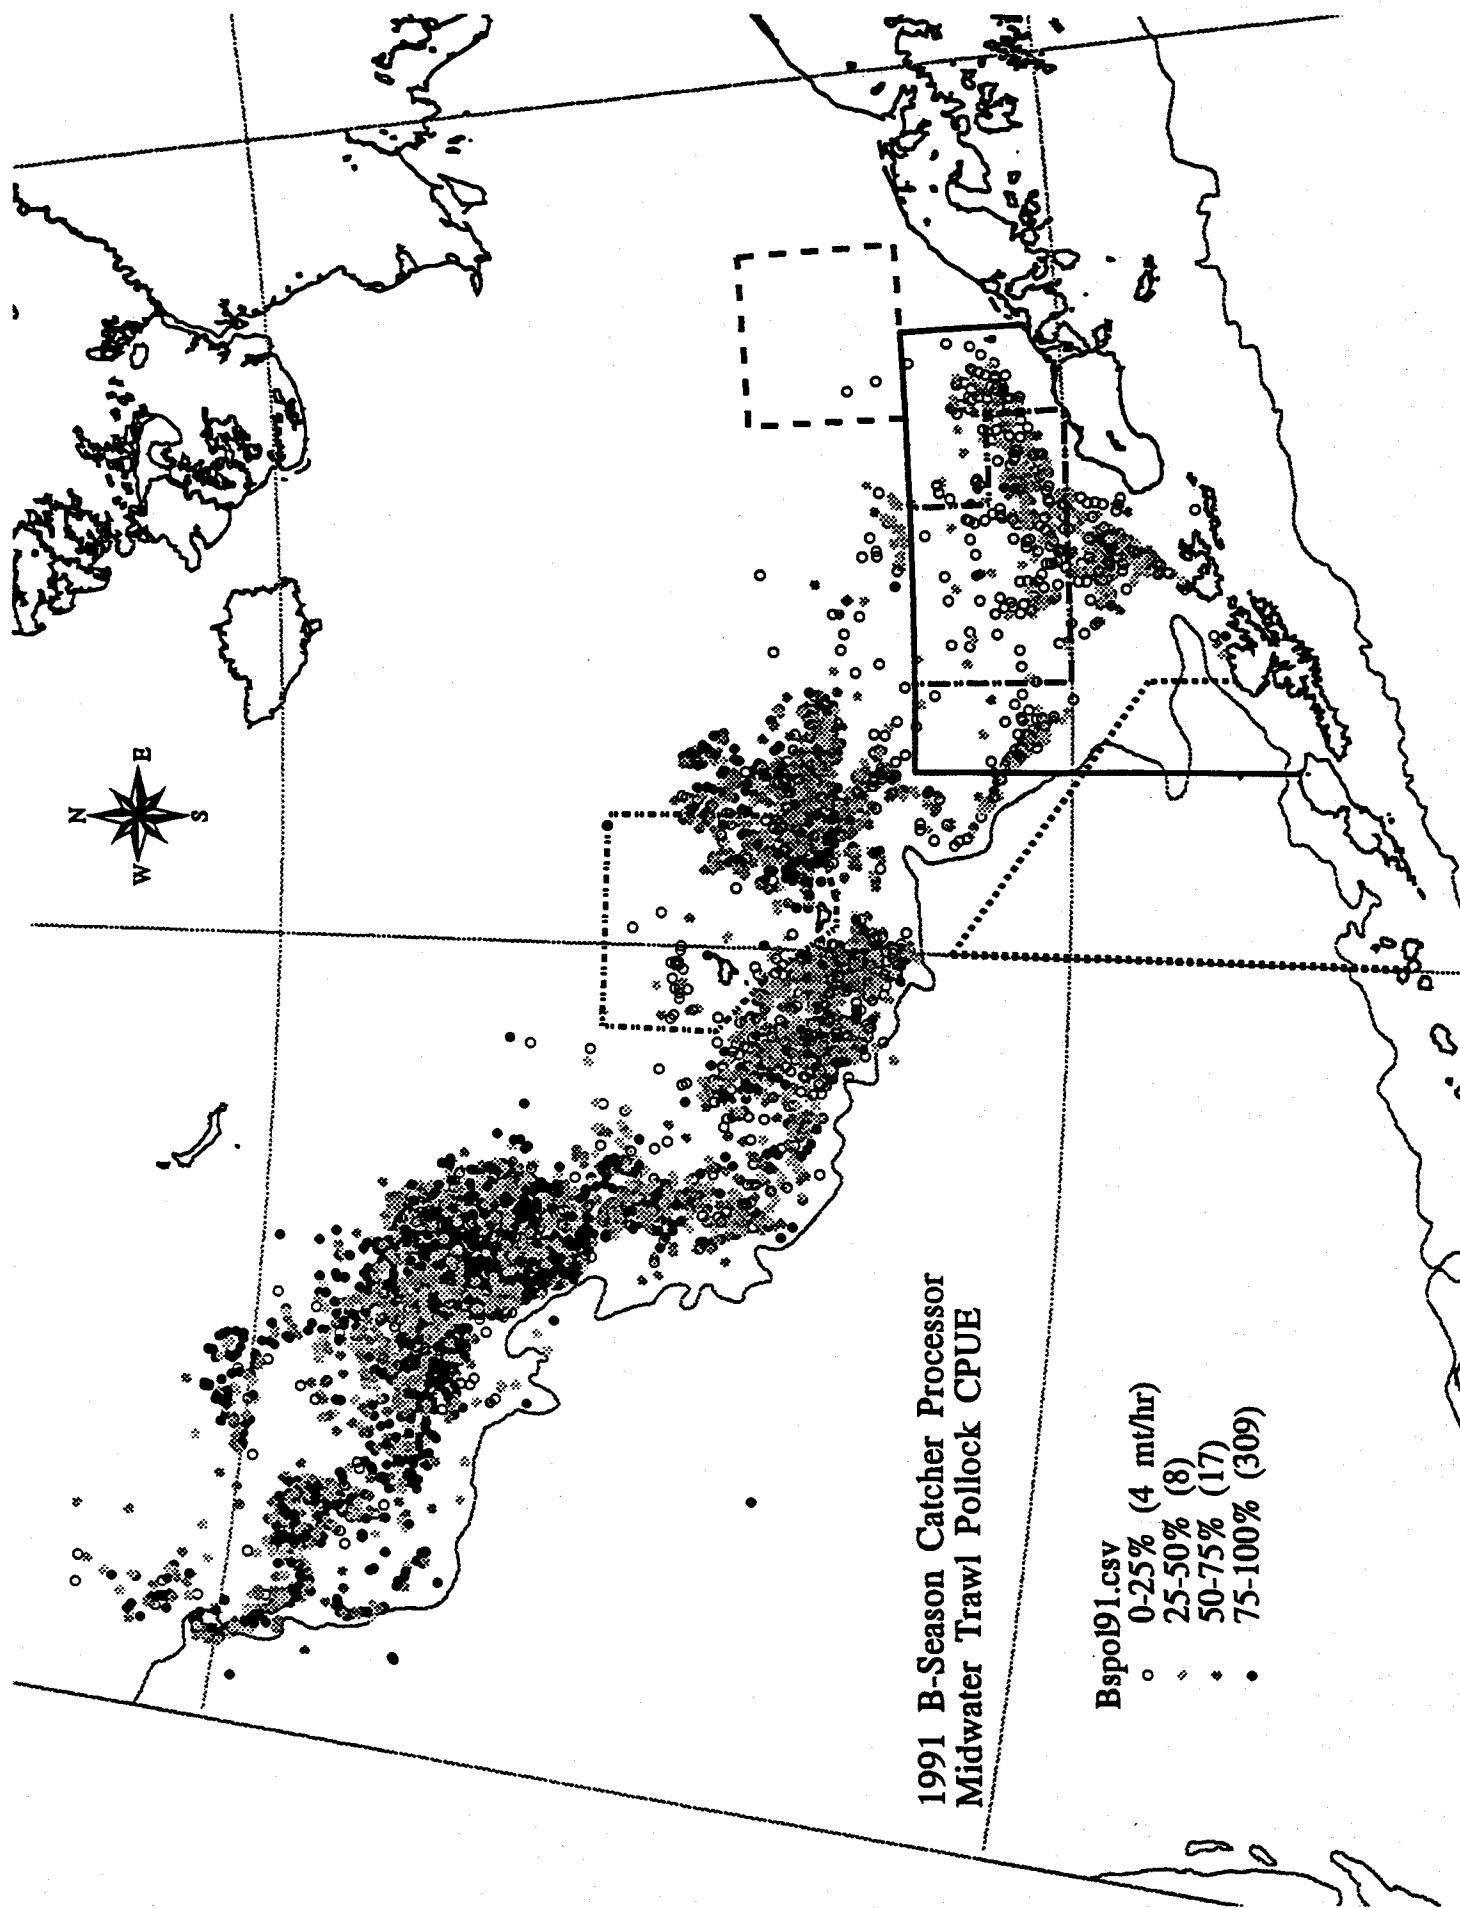 N
W E
S
1991 B-Season Catcher Processor
Midwater Trawl Pollock CPUE
Bspol91.csv
0-25% (4 mt/hr)
25-50% (8)
50-75% (17)
75-100% (309)